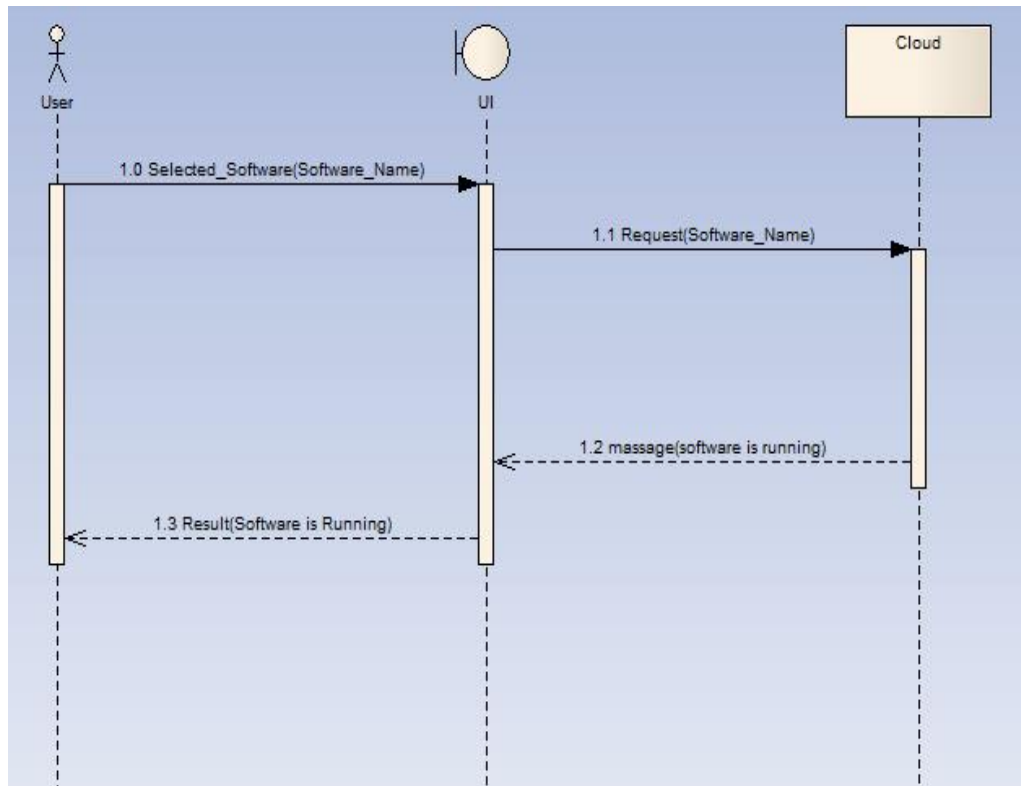 User
UI
Cloud
1.0 Selected_Software(Software_Name)
1.1 Request(Software_Name)
1.2 massage(software is running)
1.3 Result(Software is Running)